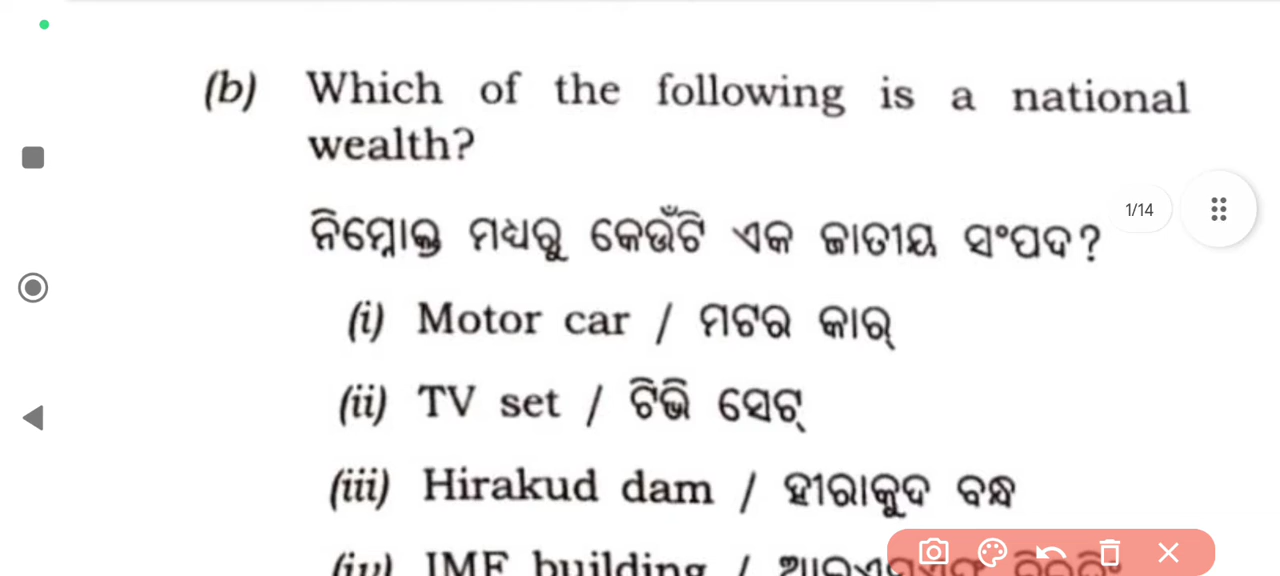 (b) Which of the following is a national
wealth?
1/14
ନିମ୍ନୋକ୍ତ ମଧ୍ୟରୁ କେଉଁଟି ଏକ ଜାତୀୟ ସଂପଦ?
(i) Motor car / ମଟର କାର୍
(ii) TV set / ଟିଭି ସେଟ୍
(iii) Hirakud dam / ହୀରାକୁଦ ବନ୍ଧ
(iv) IMF building /